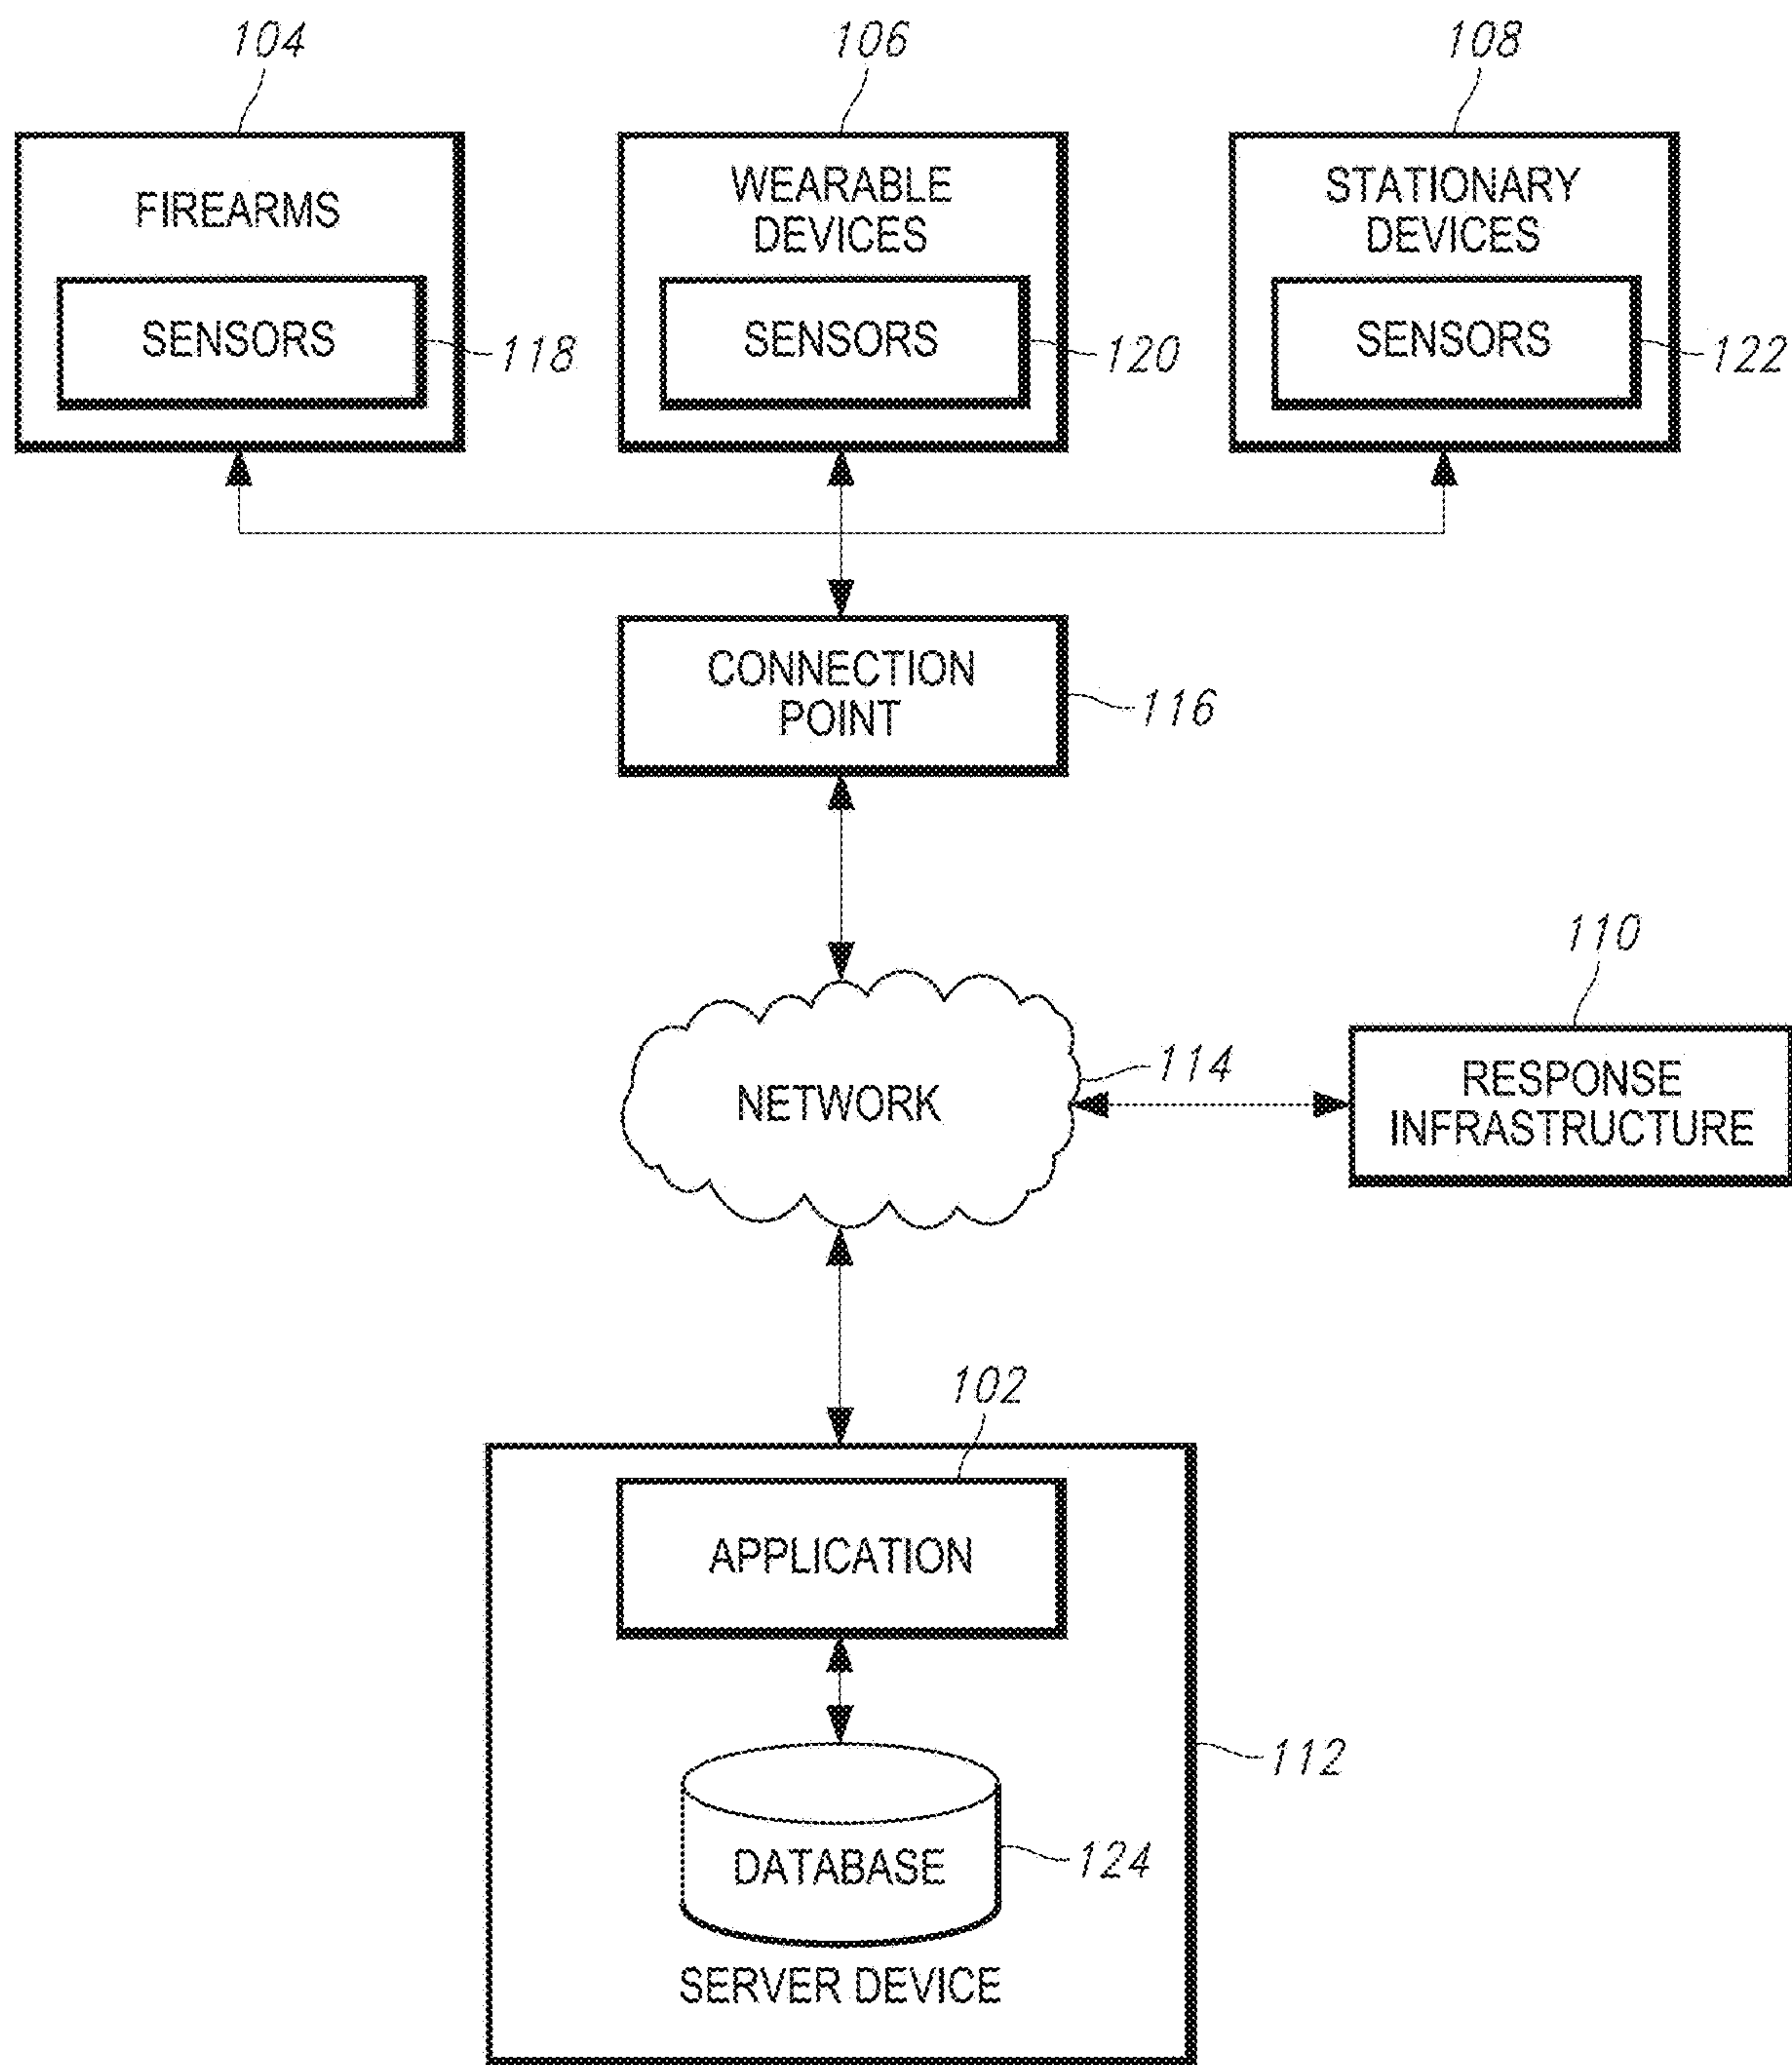 104
106
108
FIREARMS
WEARABLE
DEVICES
STATIONARY
DEVICES
SENSORS
118
SENSORS
120
SENSORS
122
CONNECTION
POINT
116
110
NETWORK
114
RESPONSE
INFRASTRUCTURE
102
APPLICATION
112
DATABASE
124
SERVER DEVICE